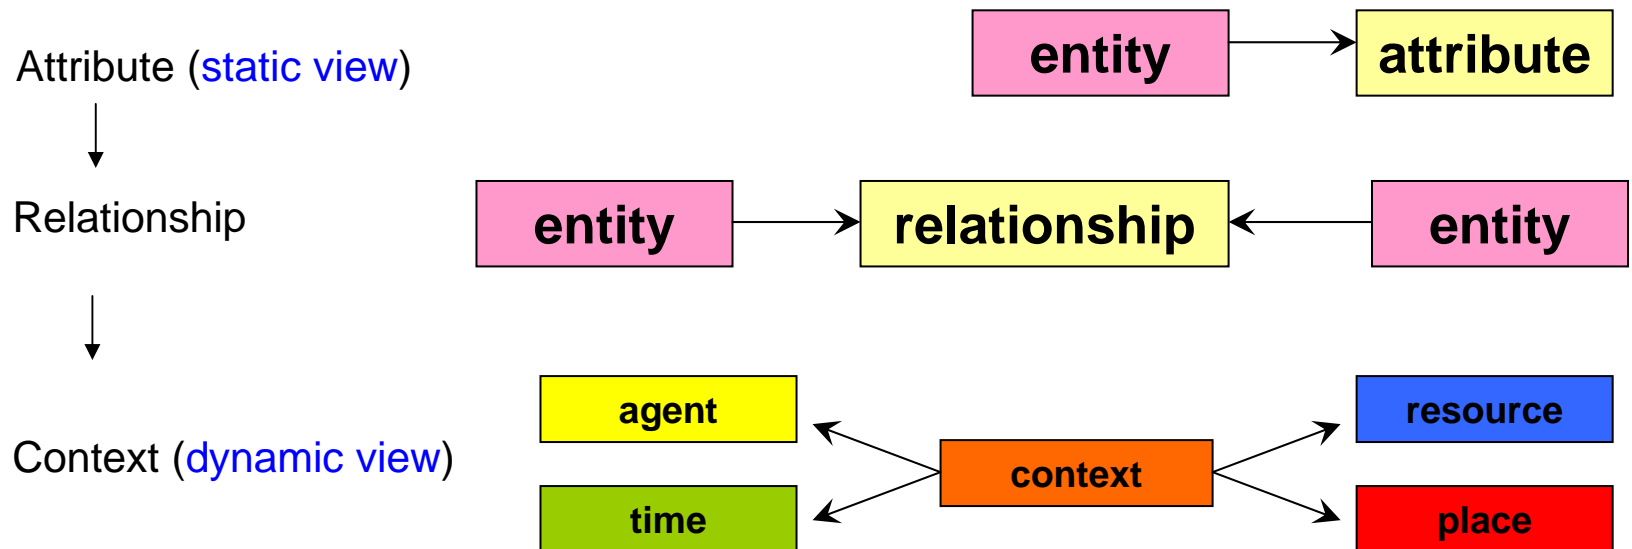 Attribute (static view)
entity
attribute
Relationship
entity
relationship
entity
Context (dynamic view)
agent
time
context
resource
place